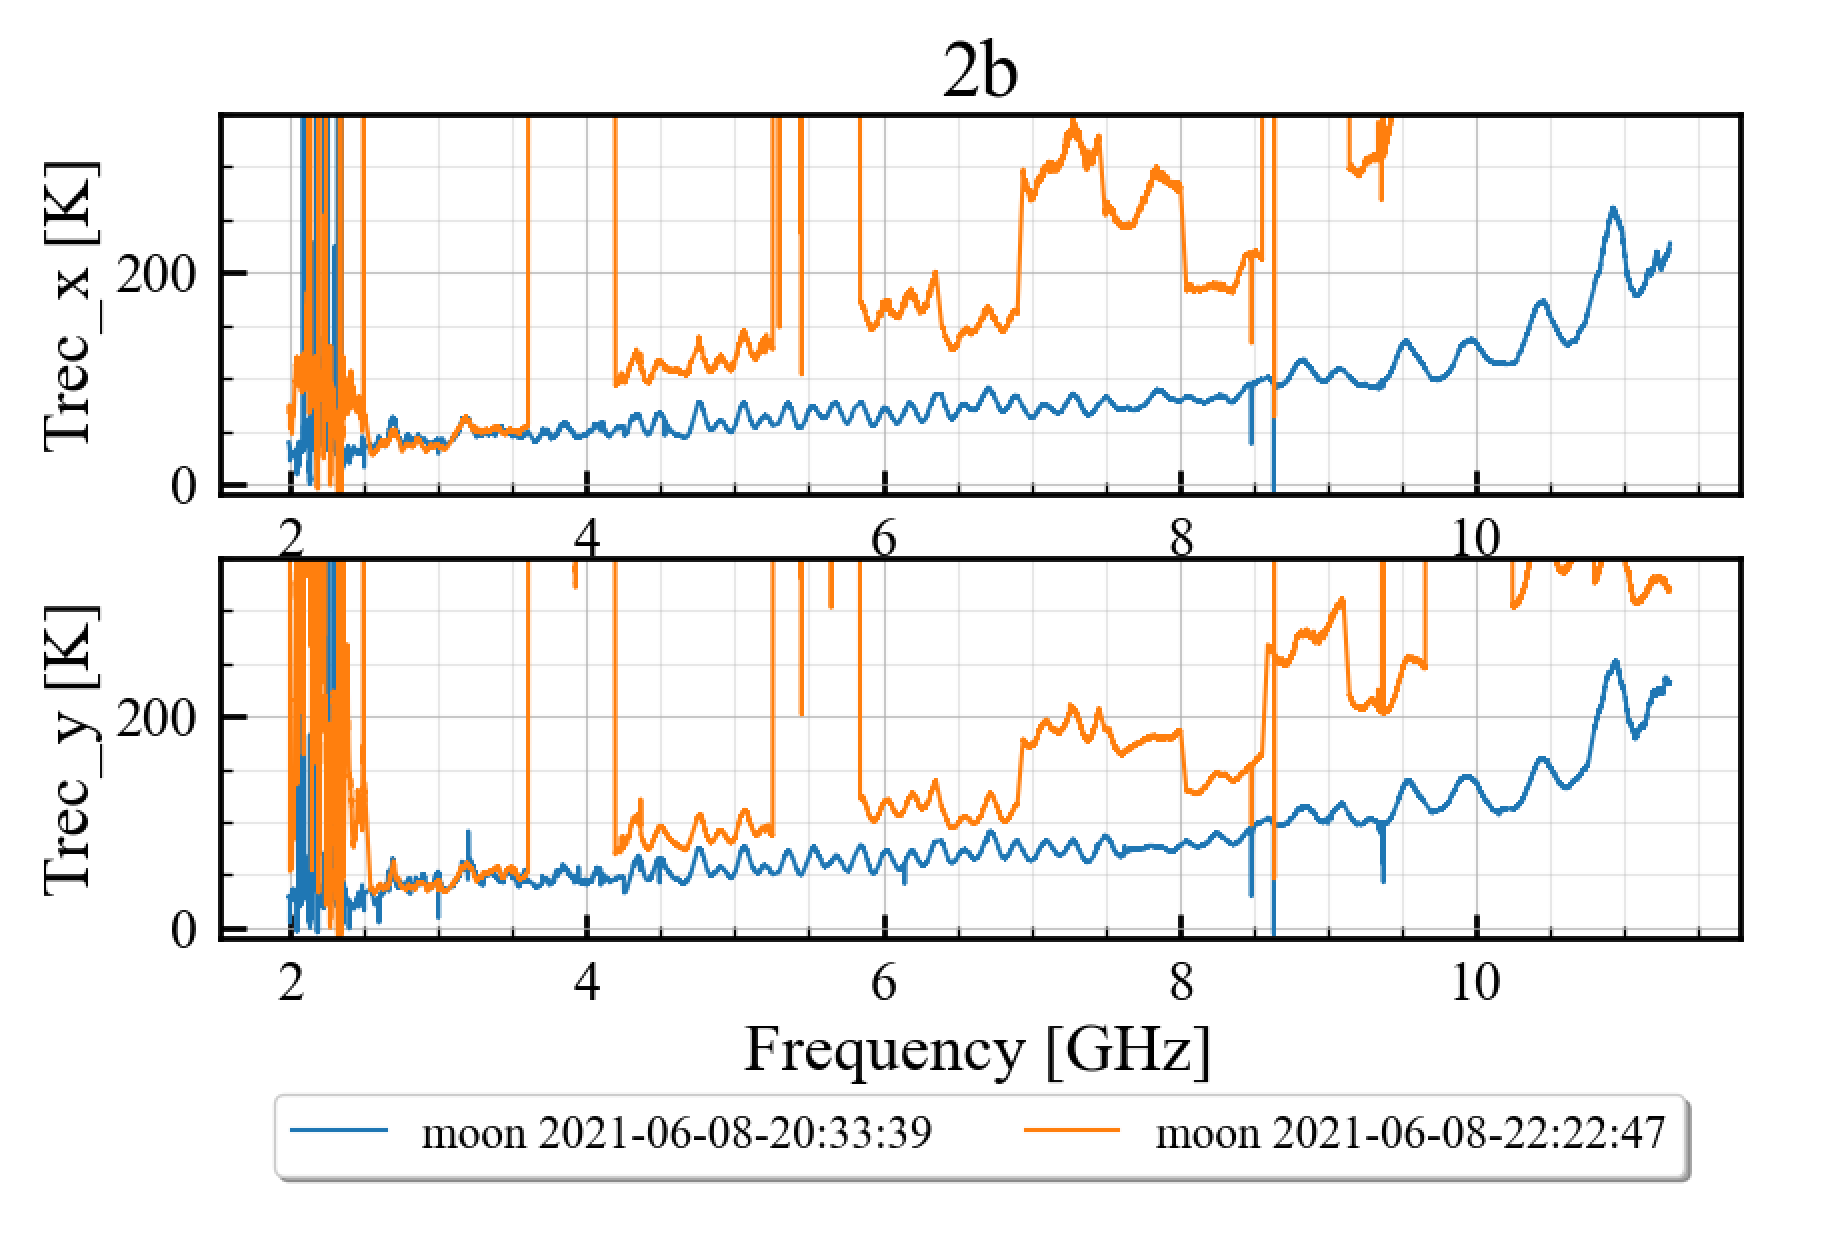 2b
Trec_x [K]
200
0
2 4 6 8 10
Trec_y [K]
200
0
2 4 6 8 10
Frequency [GHz]
moon 2021-06-08-20:33:39 moon 2021-06-08-22:22:47